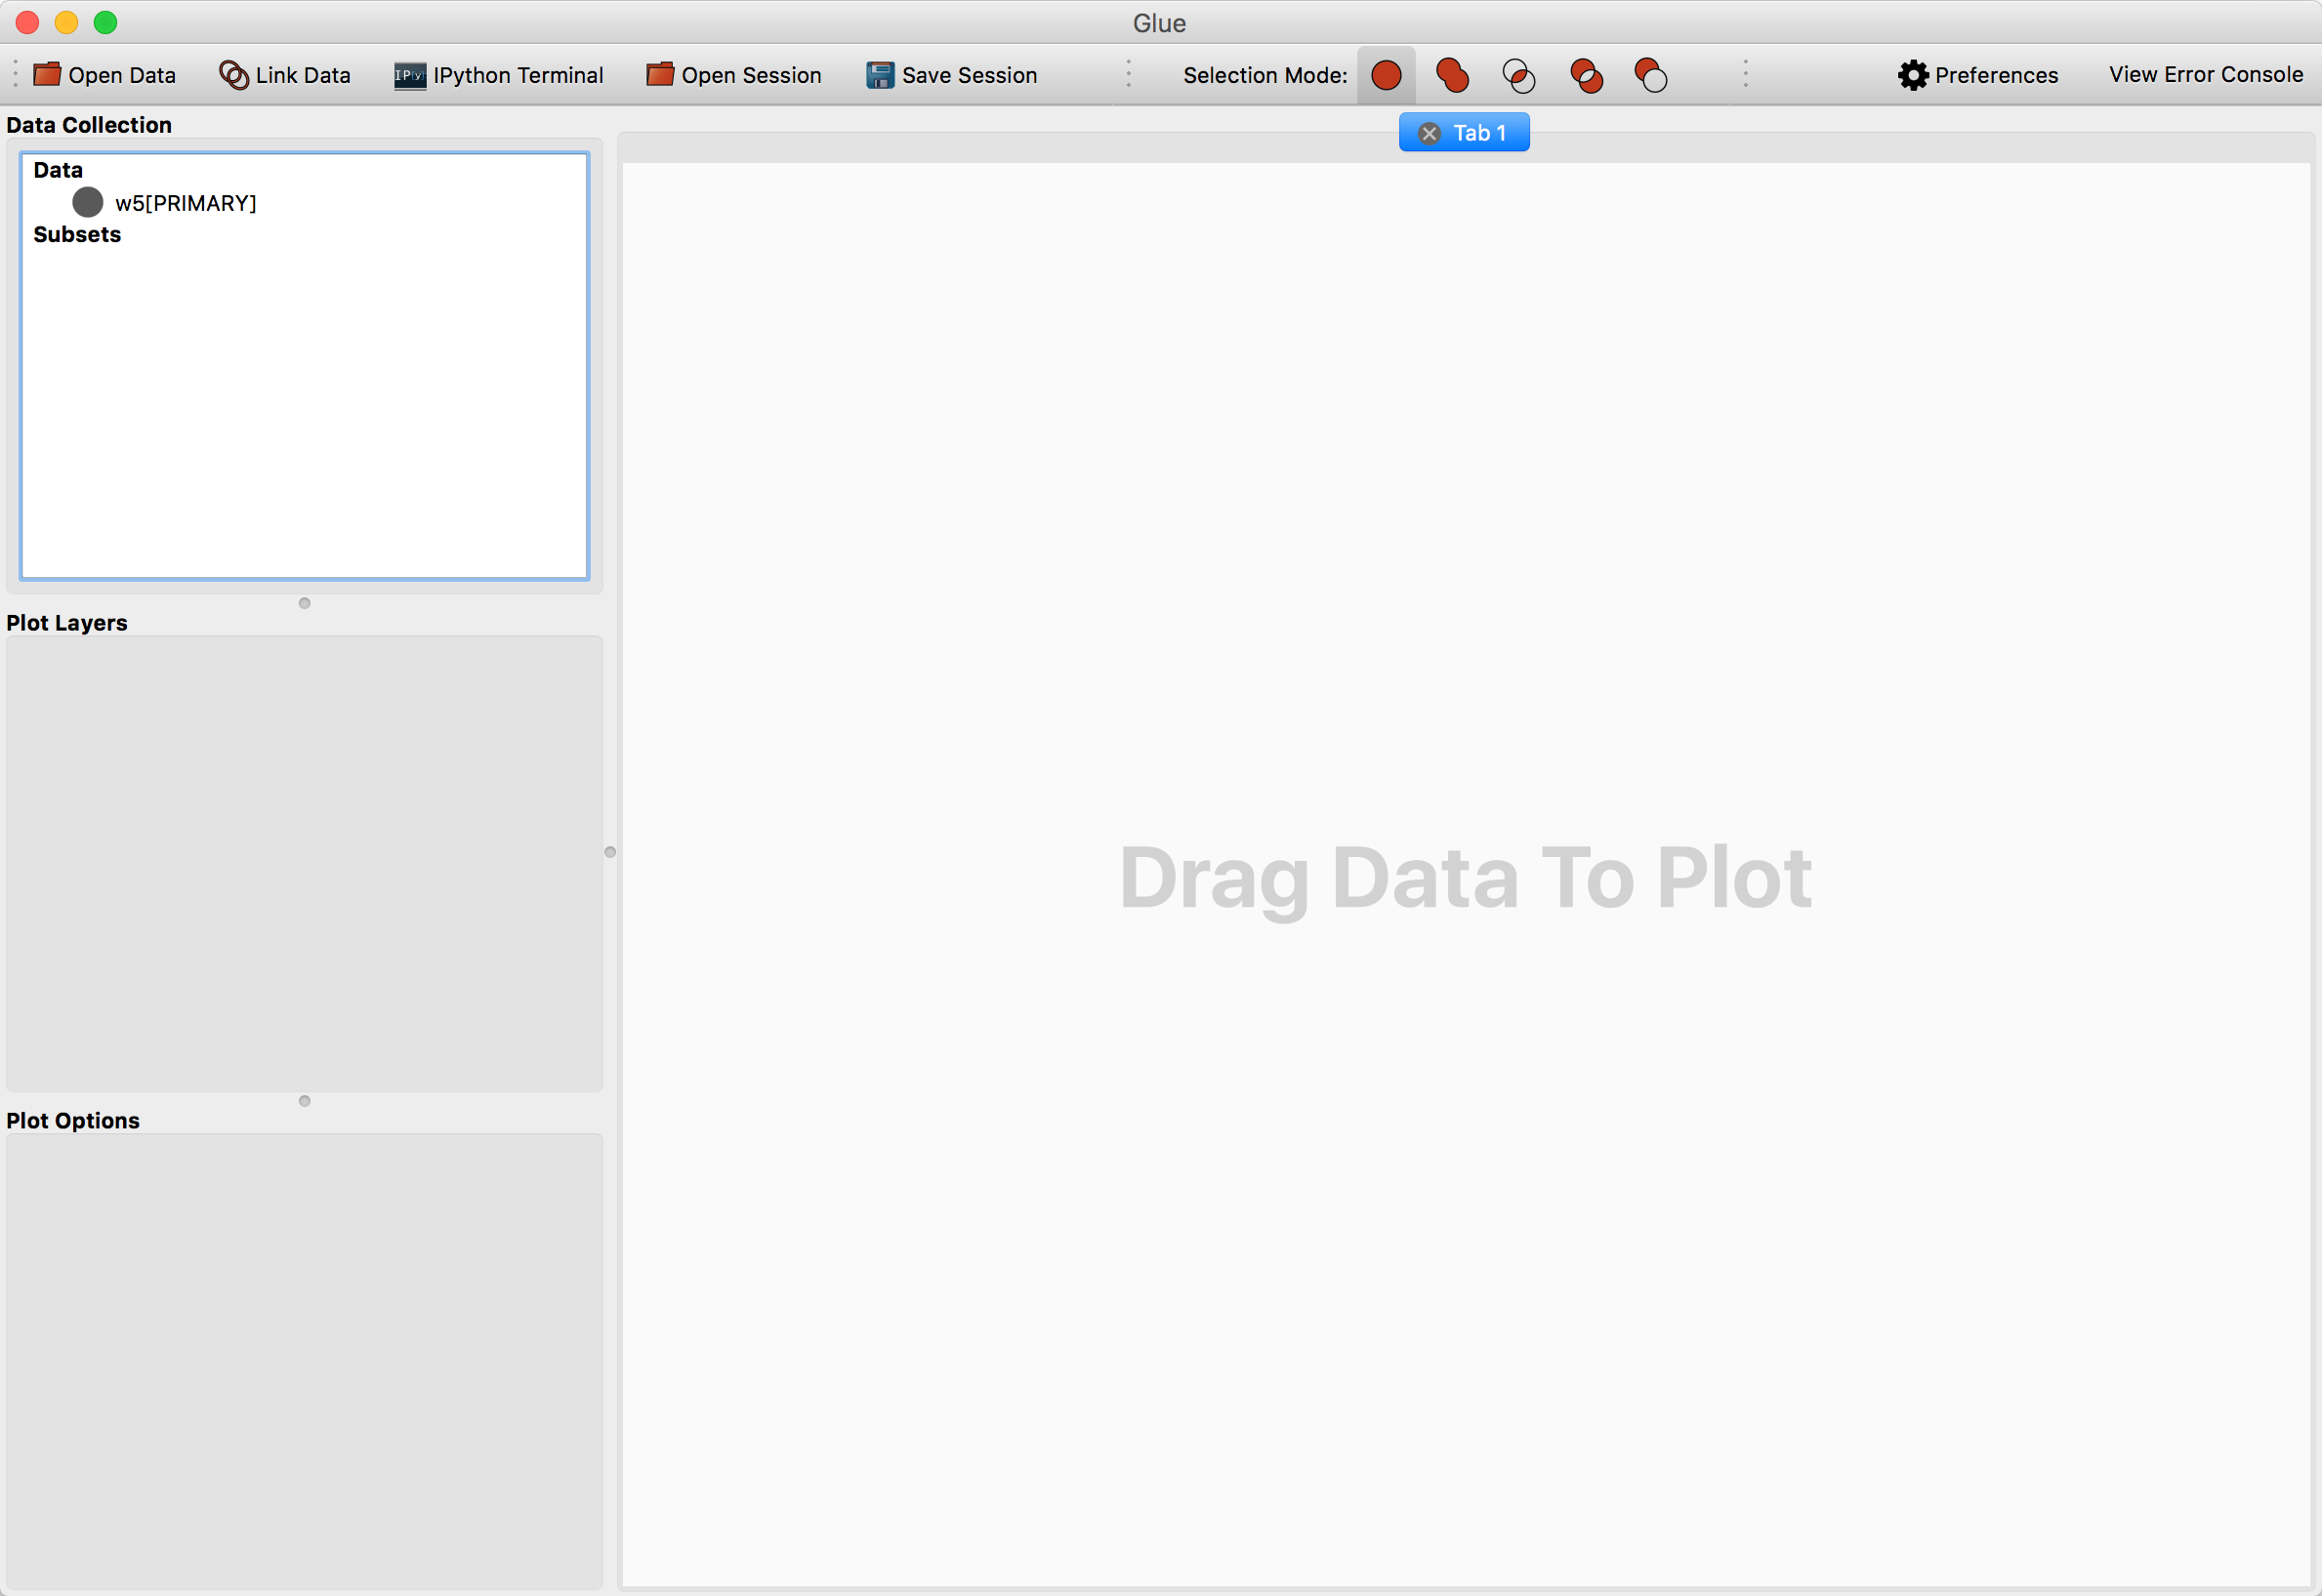 Glue
Open Data Link Data IPython Terminal Open Session Save Session Selection Mode: Preferences View Error Console
Data Collection
Tab 1
Data
w5[PRIMARY]
Subsets
Plot Layers
Drag Data To Plot
Plot Options